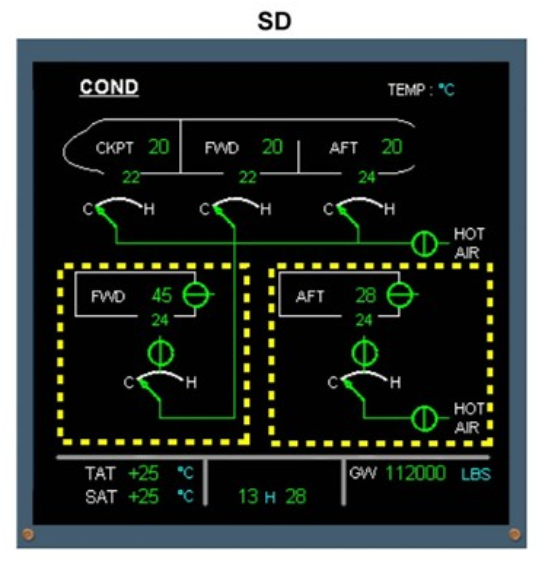 SD
COND TEMP : °C
CKPT 20 FWD 20 AFT 20
22 22 24
C H C H C H
HOT
AIR
FWD 45 AFT 28
24 24
C H C H
HOT
AIR
TAT +25 °C GW 112000 LBS
SAT +25 °C 13 H 28